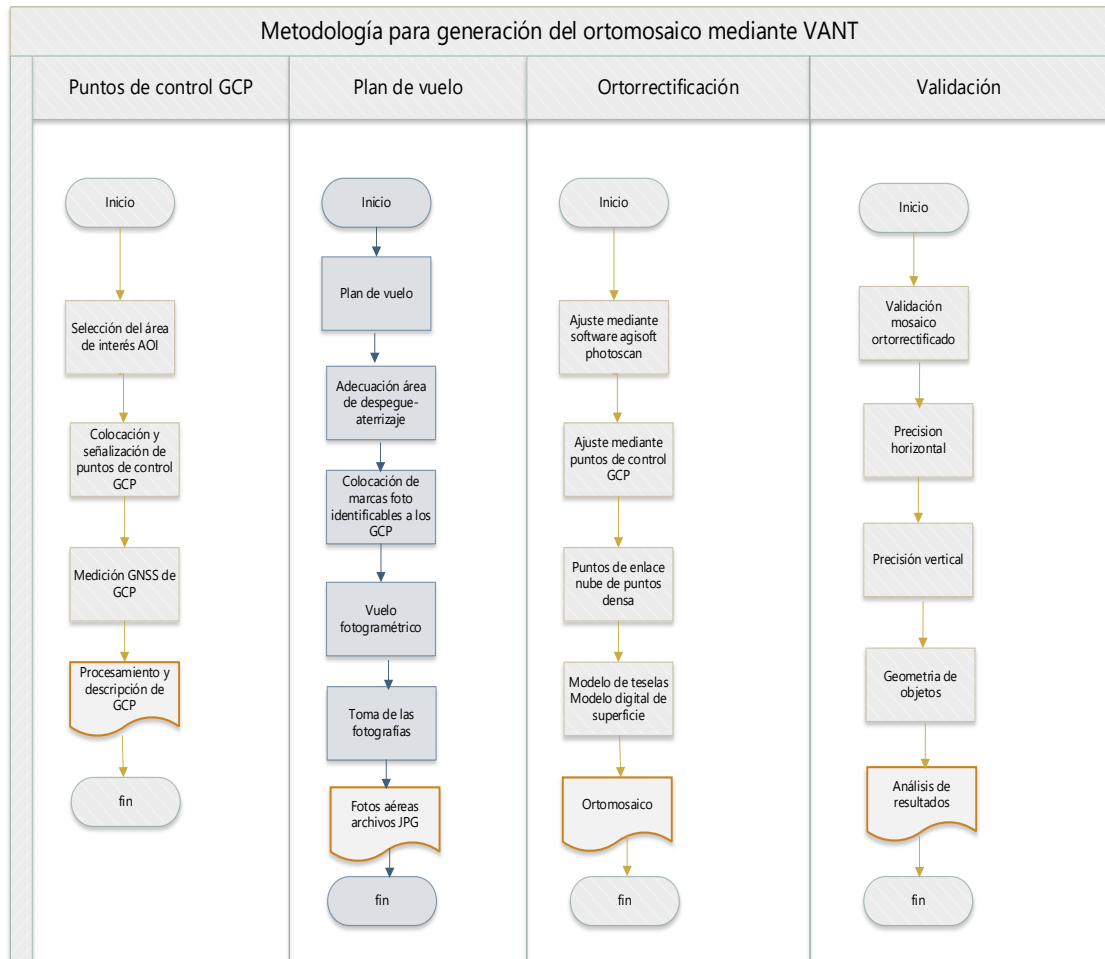 Metodología para generación del ortomosaico mediante VANT
Puntos de control GCP
Plan de vuelo
Ortorrectificación
Validación
Inicio
Selección del área
de interés AOI
Colocación y
señalización de
puntos de control
GCP
Medición GNSS de
GCP
Procesamiento y
descripción de
GCP
fin
Inicio
Plan de vuelo
Adecuación área
de despegue-
aterrizaje
Colocación de
marcas foto
identificables a los
GCP
Vuelo
fotogramétrico
Toma de las
fotografías
Fotos aéreas
archivos JPG
fin
Inicio
Ajuste mediante
software agisoft
photoscan
Ajuste mediante
puntos de control
GCP
Puntos de enlace
nube de puntos
densa
Modelo de teselas
Modelo digital de
superficie
Ortomosaico
fin
Inicio
Validación
mosaico
ortorrectificado
Precision
horizontal
Precisión vertical
Geometria de
objetos
Análisis de
resultados
fin